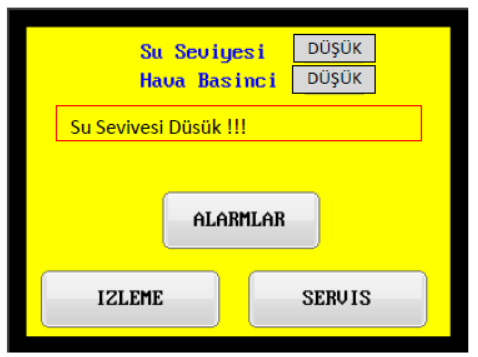 Su Seviyesi DÜŞÜK
Hava Basinci DÜŞÜK
Su Sevivesi Düsük !!!
ALARMLAR
IZLEME SERVIS